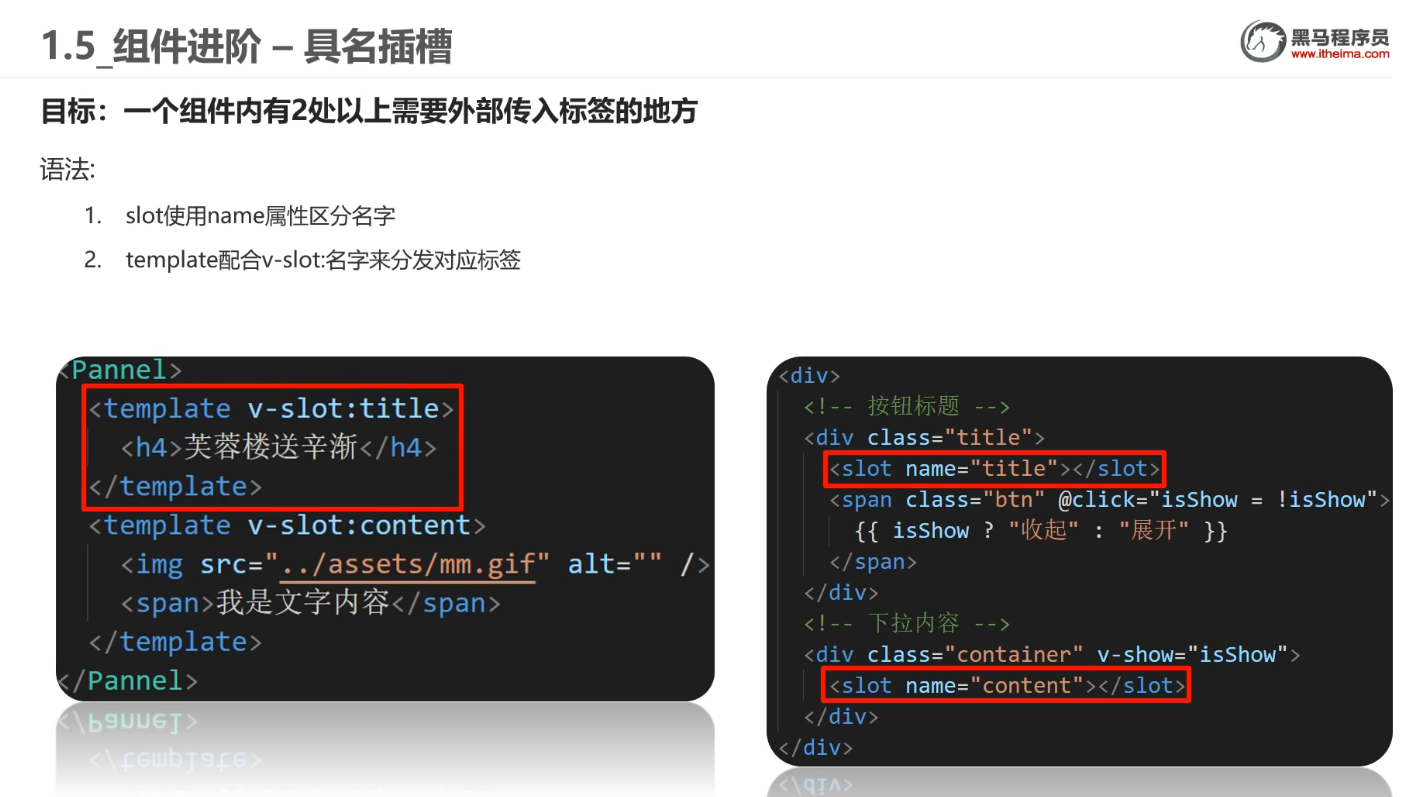 1.5_组件进阶 – 具名插槽
黑马程序员
www.itheima.com
目标：一个组件内有2处以上需要外部传入标签的地方
语法:
1. slot使用name属性区分名字
2. template配合v-slot:名字来分发对应标签
<Pannel>
<template v-slot:title>
<h4>芙蓉楼送辛渐</h4>
</template>
<template v-slot:content>
<img src="../assets/mm.gif" alt="" />
<span>我是文字内容</span>
</template>
</Pannel>
<div>
<!-- 按钮标题 -->
<div class="title">
<slot name="title"></slot>
<span class="btn" @click="isShow = !isShow">
{{ isShow ? "收起" : "展开" }}
</span>
</div>
<!-- 下拉内容 -->
<div class="container" v-show="isShow">
<slot name="content"></slot>
</div>
</div>